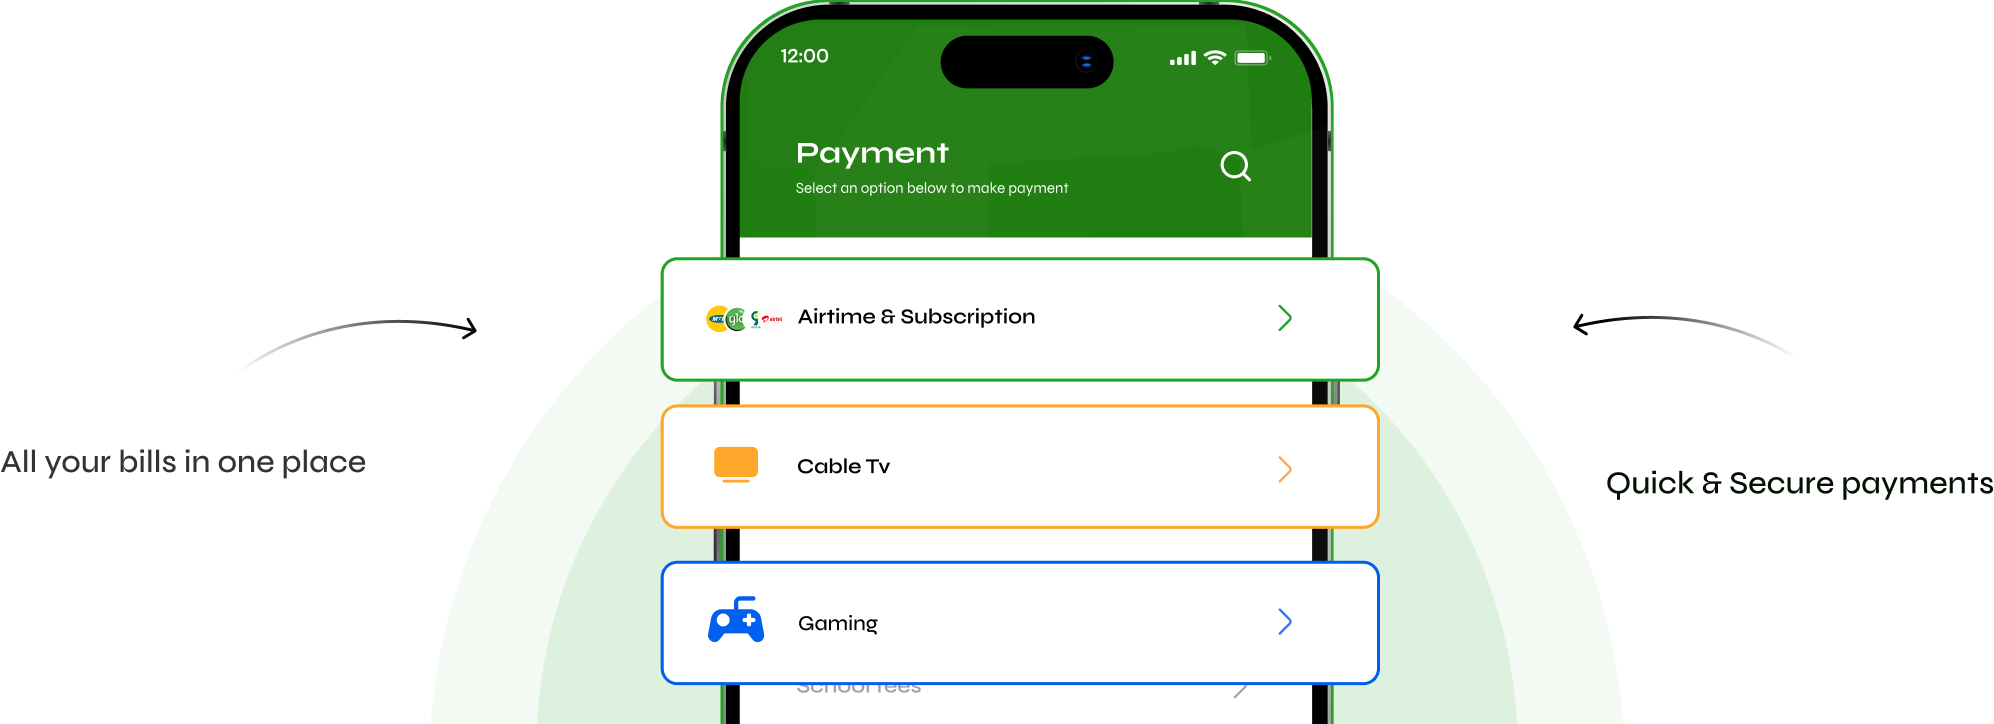 12:00
Payment
Select an option below to make payment
MTN
glo
airtel
Airtime & Subscription
All your bills in one place
Cable Tv
Quick & Secure payments
Gaming
School fees